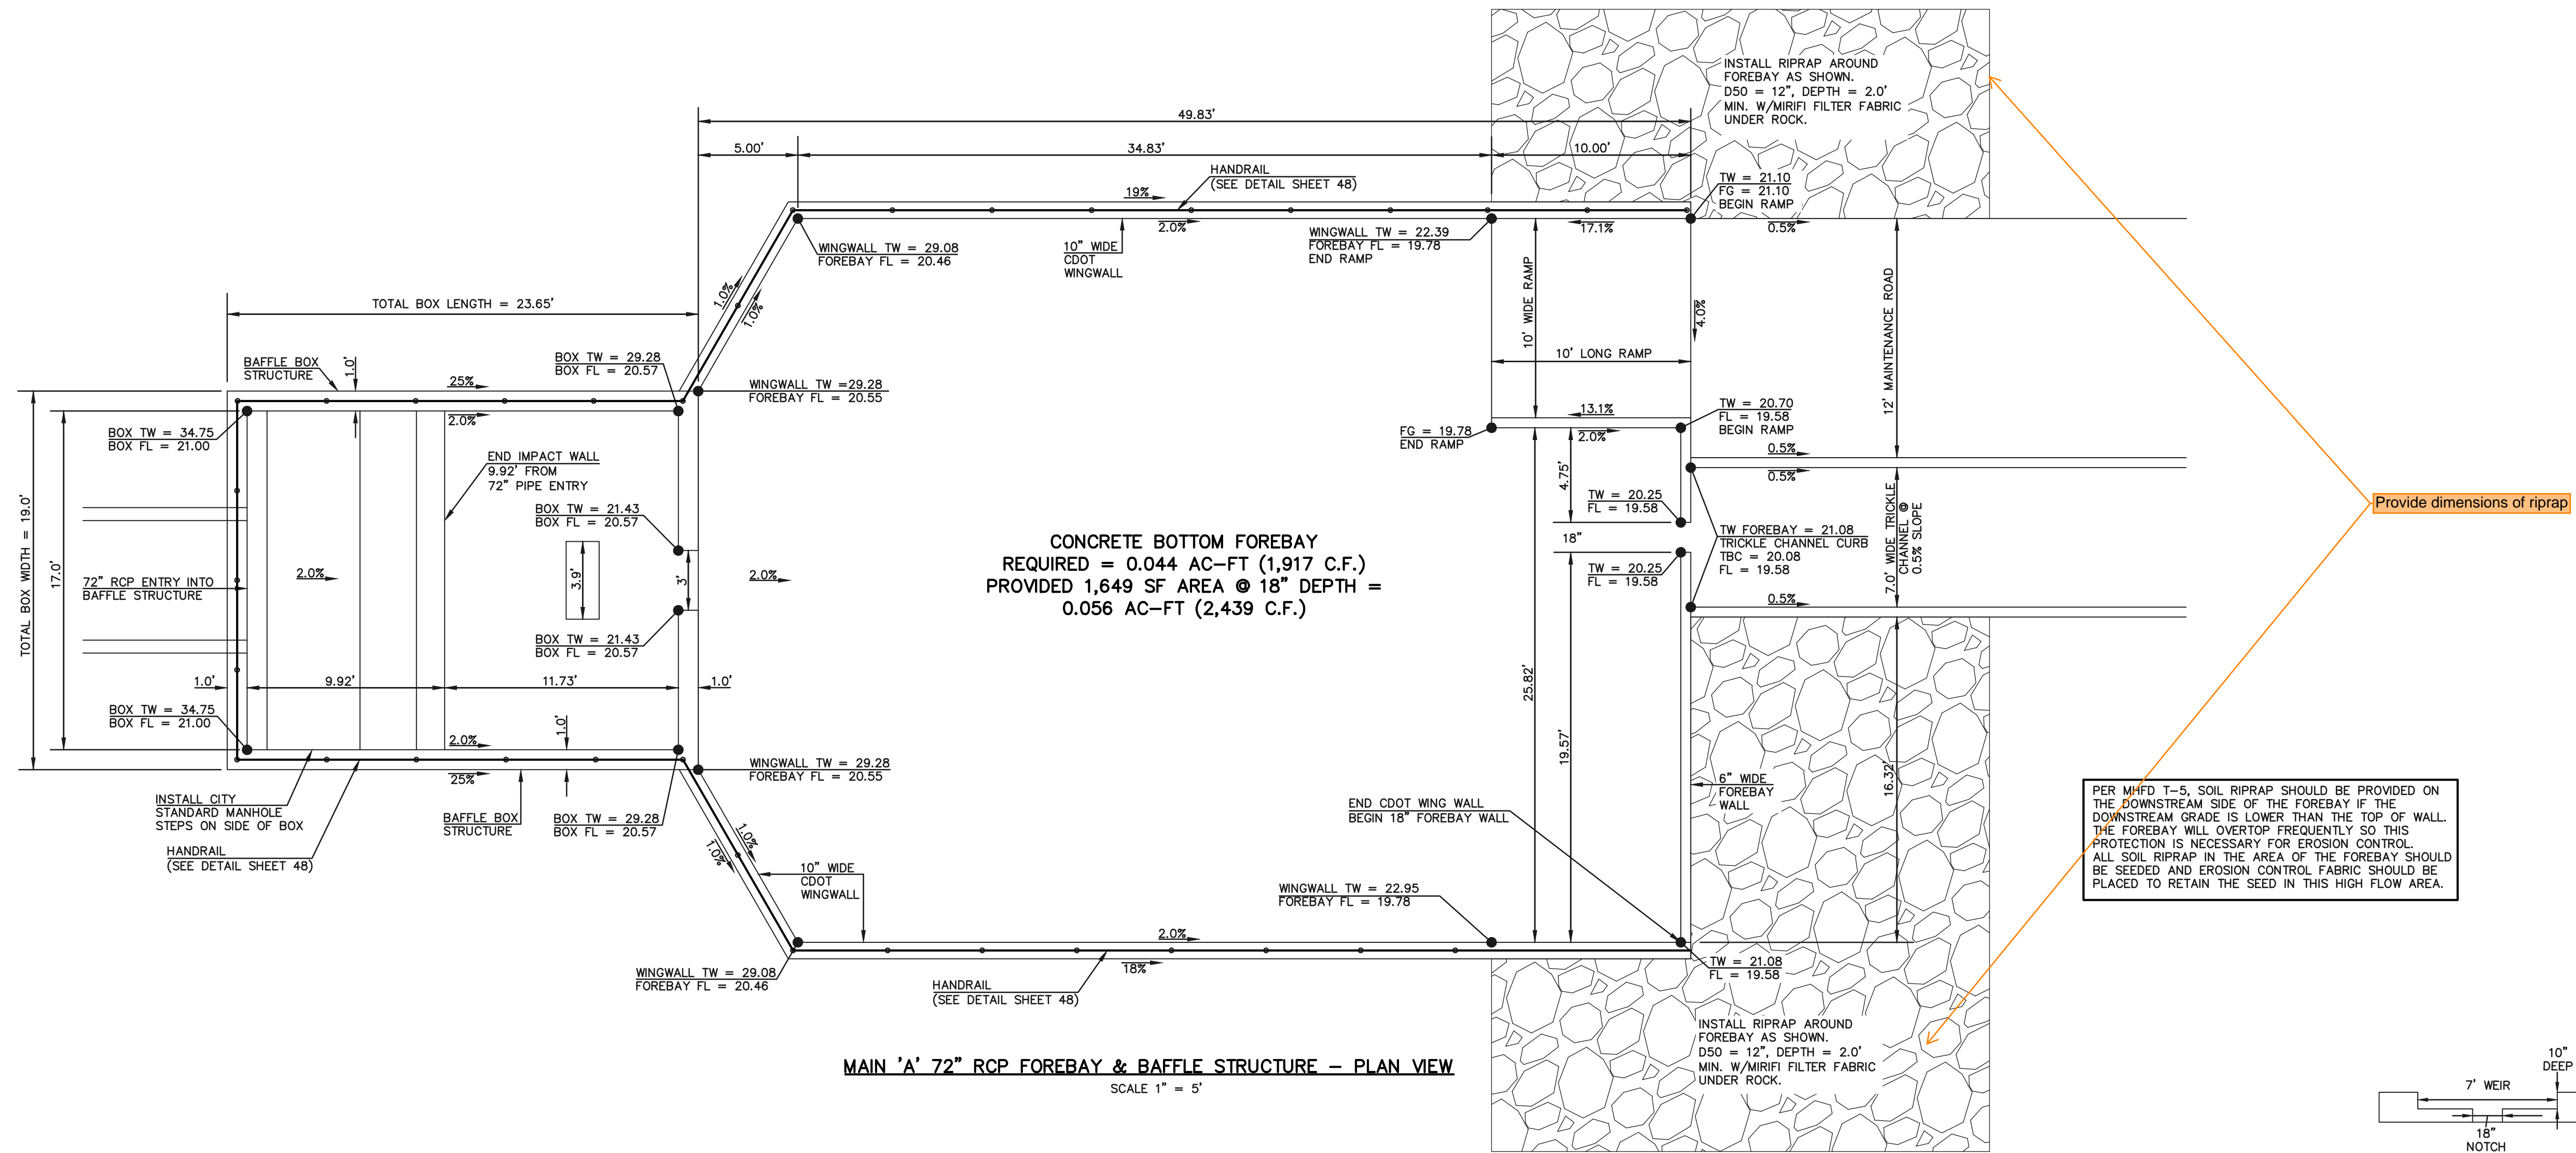 INSTALL RIPRAP AROUND
FOREBAY AS SHOWN.
D50 = 12", DEPTH = 2.0'
MIN. W/MIRIFI FILTER FABRIC
UNDER ROCK.
49.83'
5.00'
34.83'
10.00'
HANDRAIL
(SEE DETAIL SHEET 48)
19%
2.0%
TW = 21.10
FG = 21.10
BEGIN RAMP
17.1%
0.5%
WINGWALL TW = 29.08
FOREBAY FL = 20.46
10" WIDE
CDOT
WINGWALL
WINGWALL TW = 22.39
FOREBAY FL = 19.78
END RAMP
TOTAL BOX LENGTH = 23.65'
1.0%
1.0%
10' WIDE RAMP
4.0%
12' MAINTENANCE ROAD
10' LONG RAMP
BAFFLE BOX
STRUCTURE
1.0'
25%
2.0%
BOX TW = 29.28
BOX FL = 20.57
WINGWALL TW =29.28
FOREBAY FL = 20.55
BOX TW = 34.75
BOX FL = 21.00
13.1%
2.0%
TW = 20.70
FL = 19.58
BEGIN RAMP
FG = 19.78
END RAMP
0.5%
0.5%
END IMPACT WALL
9.92' FROM
72" PIPE ENTRY
4.75'
TW = 20.25
FL = 19.58
Provide dimensions of riprap
TOTAL BOX WIDTH = 19.0'
17.0'
BOX TW = 21.43
BOX FL = 20.57
18"
TW FOREBAY = 21.08
TRICKLE CHANNEL CURB
TBC = 20.08
FL = 19.58
7.0' WIDE TRICKLE
CHANNEL @
0.5% SLOPE
CONCRETE BOTTOM FOREBAY
REQUIRED = 0.044 AC-FT (1,917 C.F.)
PROVIDED 1,649 SF AREA @ 18" DEPTH =
0.056 AC-FT (2,439 C.F.)
72" RCP ENTRY INTO
BAFFLE STRUCTURE
2.0%
3.9'
3'
2.0%
TW = 20.25
FL = 19.58
0.5%
BOX TW = 21.43
BOX FL = 20.57
1.0'
9.92'
11.73'
1.0'
25.82'
BOX TW = 34.75
BOX FL = 21.00
2.0%
1.0'
25%
19.57'
16.32'
WINGWALL TW = 29.28
FOREBAY FL = 20.55
6" WIDE
FOREBAY
WALL
INSTALL CITY
STANDARD MANHOLE
STEPS ON SIDE OF BOX
HANDRAIL
(SEE DETAIL SHEET 48)
BAFFLE BOX
STRUCTURE
BOX TW = 29.28
BOX FL = 20.57
1.0%
1.0%
END CDOT WING WALL
BEGIN 18" FOREBAY WALL
PER MHFD T-5, SOIL RIPRAP SHOULD BE PROVIDED ON
THE DOWNSTREAM SIDE OF THE FOREBAY IF THE
DOWNSTREAM GRADE IS LOWER THAN THE TOP OF WALL.
THE FOREBAY WILL OVERTOP FREQUENTLY SO THIS
PROTECTION IS NECESSARY FOR EROSION CONTROL.
ALL SOIL RIPRAP IN THE AREA OF THE FOREBAY SHOULD
BE SEEDED AND EROSION CONTROL FABRIC SHOULD BE
PLACED TO RETAIN THE SEED IN THIS HIGH FLOW AREA.
10" WIDE
CDOT
WINGWALL
WINGWALL TW = 22.95
FOREBAY FL = 19.78
2.0%
18%
WINGWALL TW = 29.08
FOREBAY FL = 20.46
HANDRAIL
(SEE DETAIL SHEET 48)
TW = 21.08
FL = 19.58
INSTALL RIPRAP AROUND
FOREBAY AS SHOWN.
D50 = 12", DEPTH = 2.0'
MIN. W/MIRIFI FILTER FABRIC
UNDER ROCK.
MAIN 'A' 72" RCP FOREBAY & BAFFLE STRUCTURE - PLAN VIEW
SCALE 1" = 5'
10"
DEEP
7' WEIR
18"
NOTCH